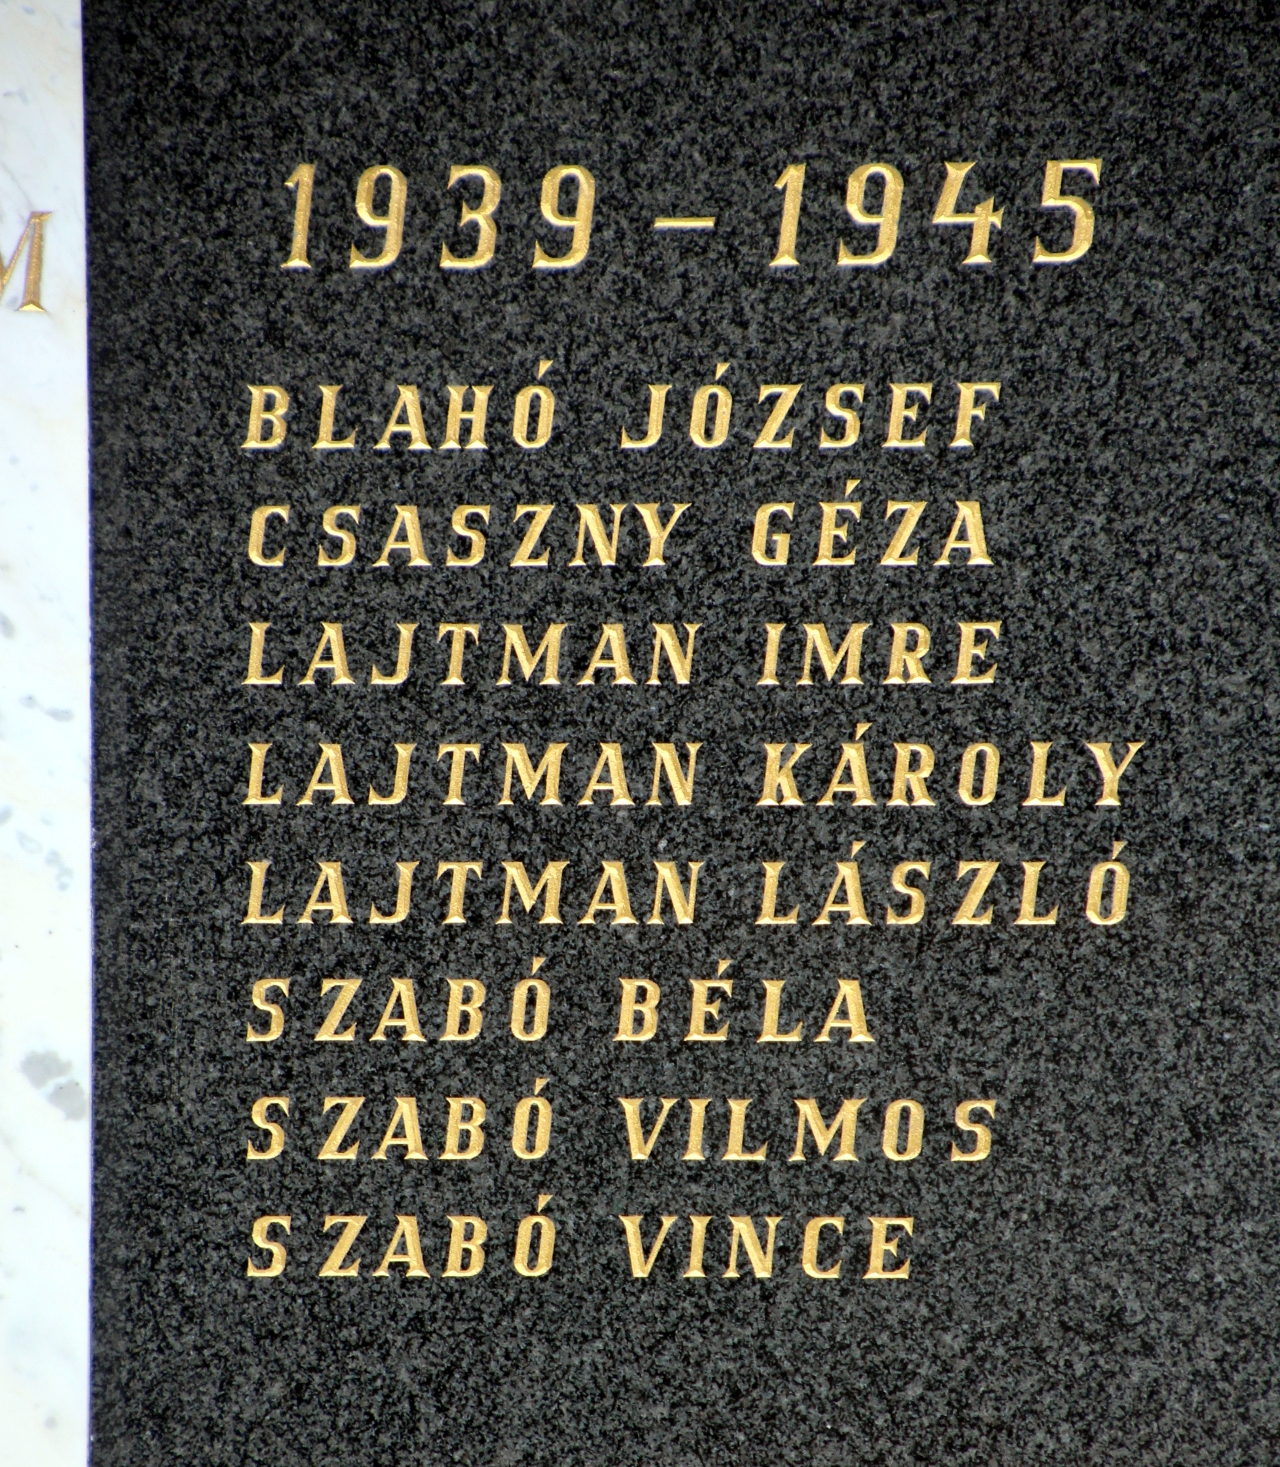 1939 – 1945
BLAHÓ JÓZSEF
CSASZNY GÉZA
LAJTMAN IMRE
LAJTMAN KÁROLY
LAJTMAN LÁSZLÓ
SZABÓ BÉLA
SZABÓ VILMOS
SZABÓ VINCE